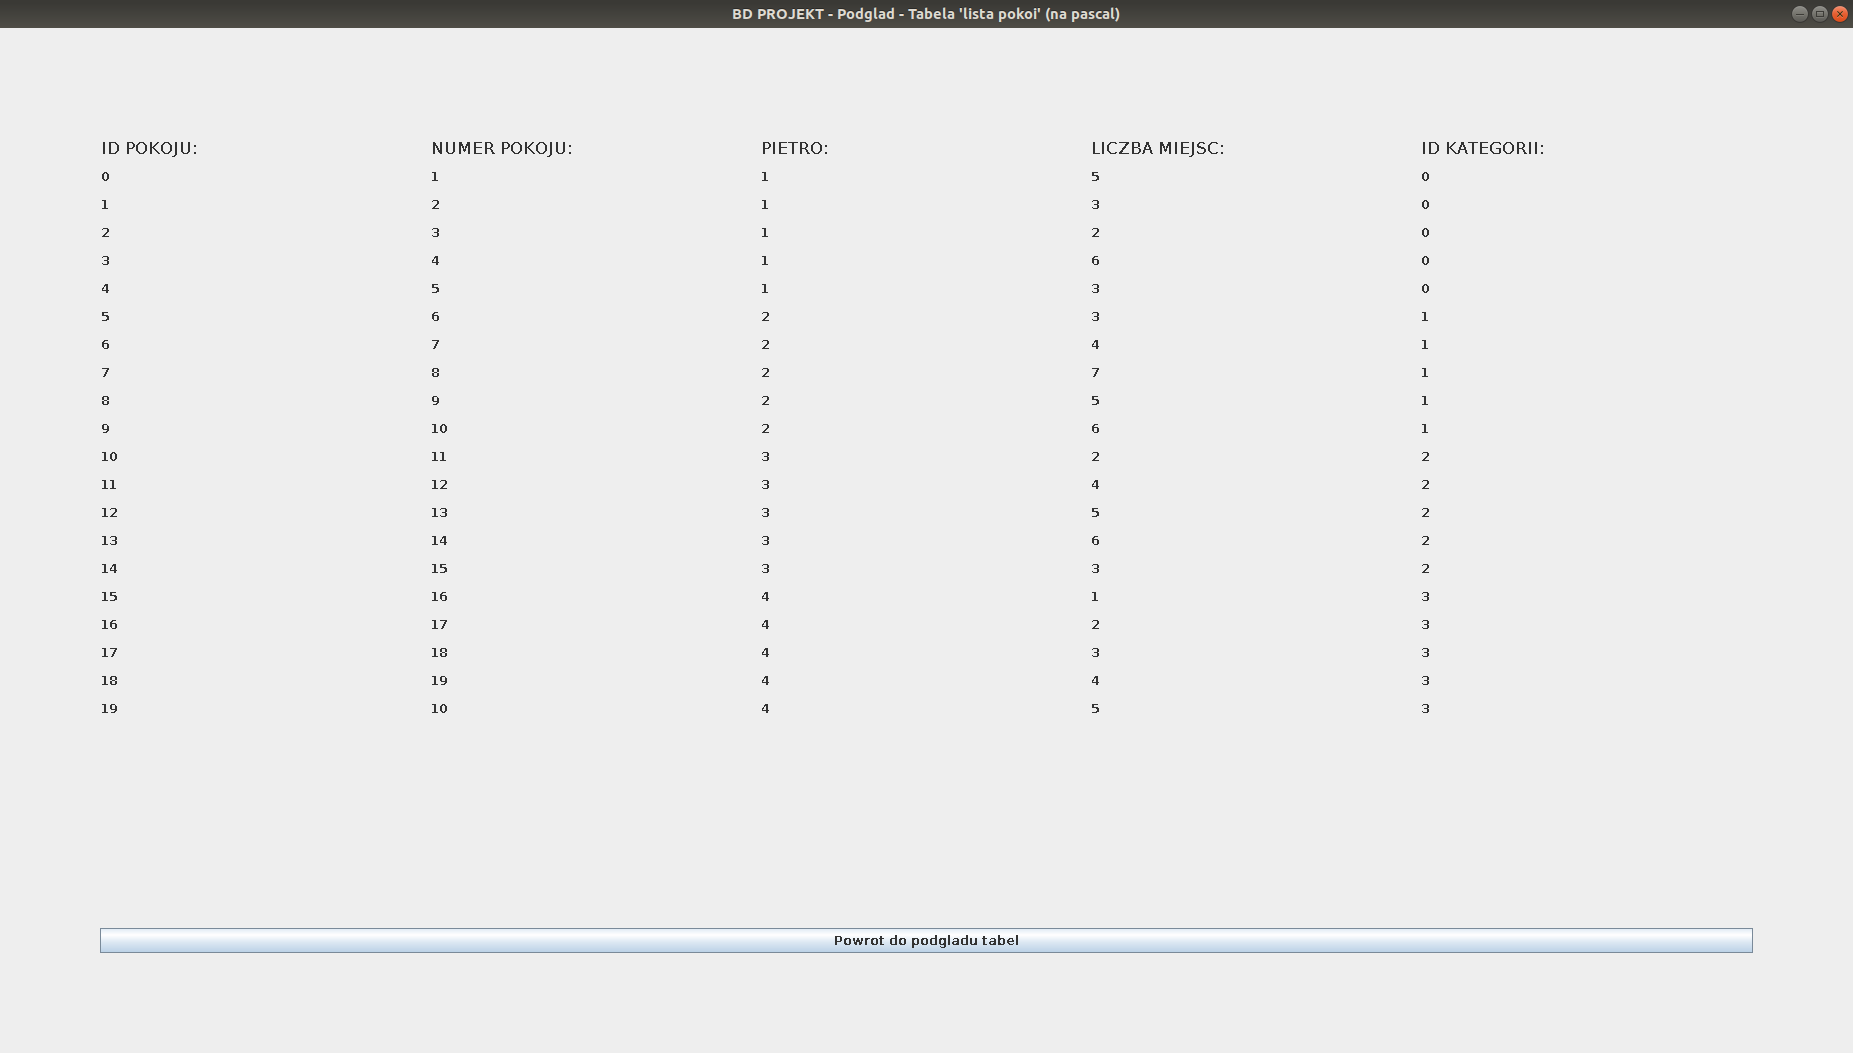 BD PROJEKT - Podglad - Tabela 'lista pokoi' (na pascal)
ID POKOJU: NUMER POKOJU: PIETRO: LICZBA MIEJSC: ID KATEGORII:
0 1 1 5 0
1 2 1 3 0
2 3 1 2 0
3 4 1 6 0
4 5 1 3 0
5 6 2 3 1
6 7 2 4 1
7 8 2 7 1
8 9 2 5 1
9 10 2 6 1
10 11 3 2 2
11 12 3 4 2
12 13 3 5 2
13 14 3 6 2
14 15 3 3 2
15 16 4 1 3
16 17 4 2 3
17 18 4 3 3
18 19 4 4 3
19 10 4 5 3
Powrot do podgladu tabel